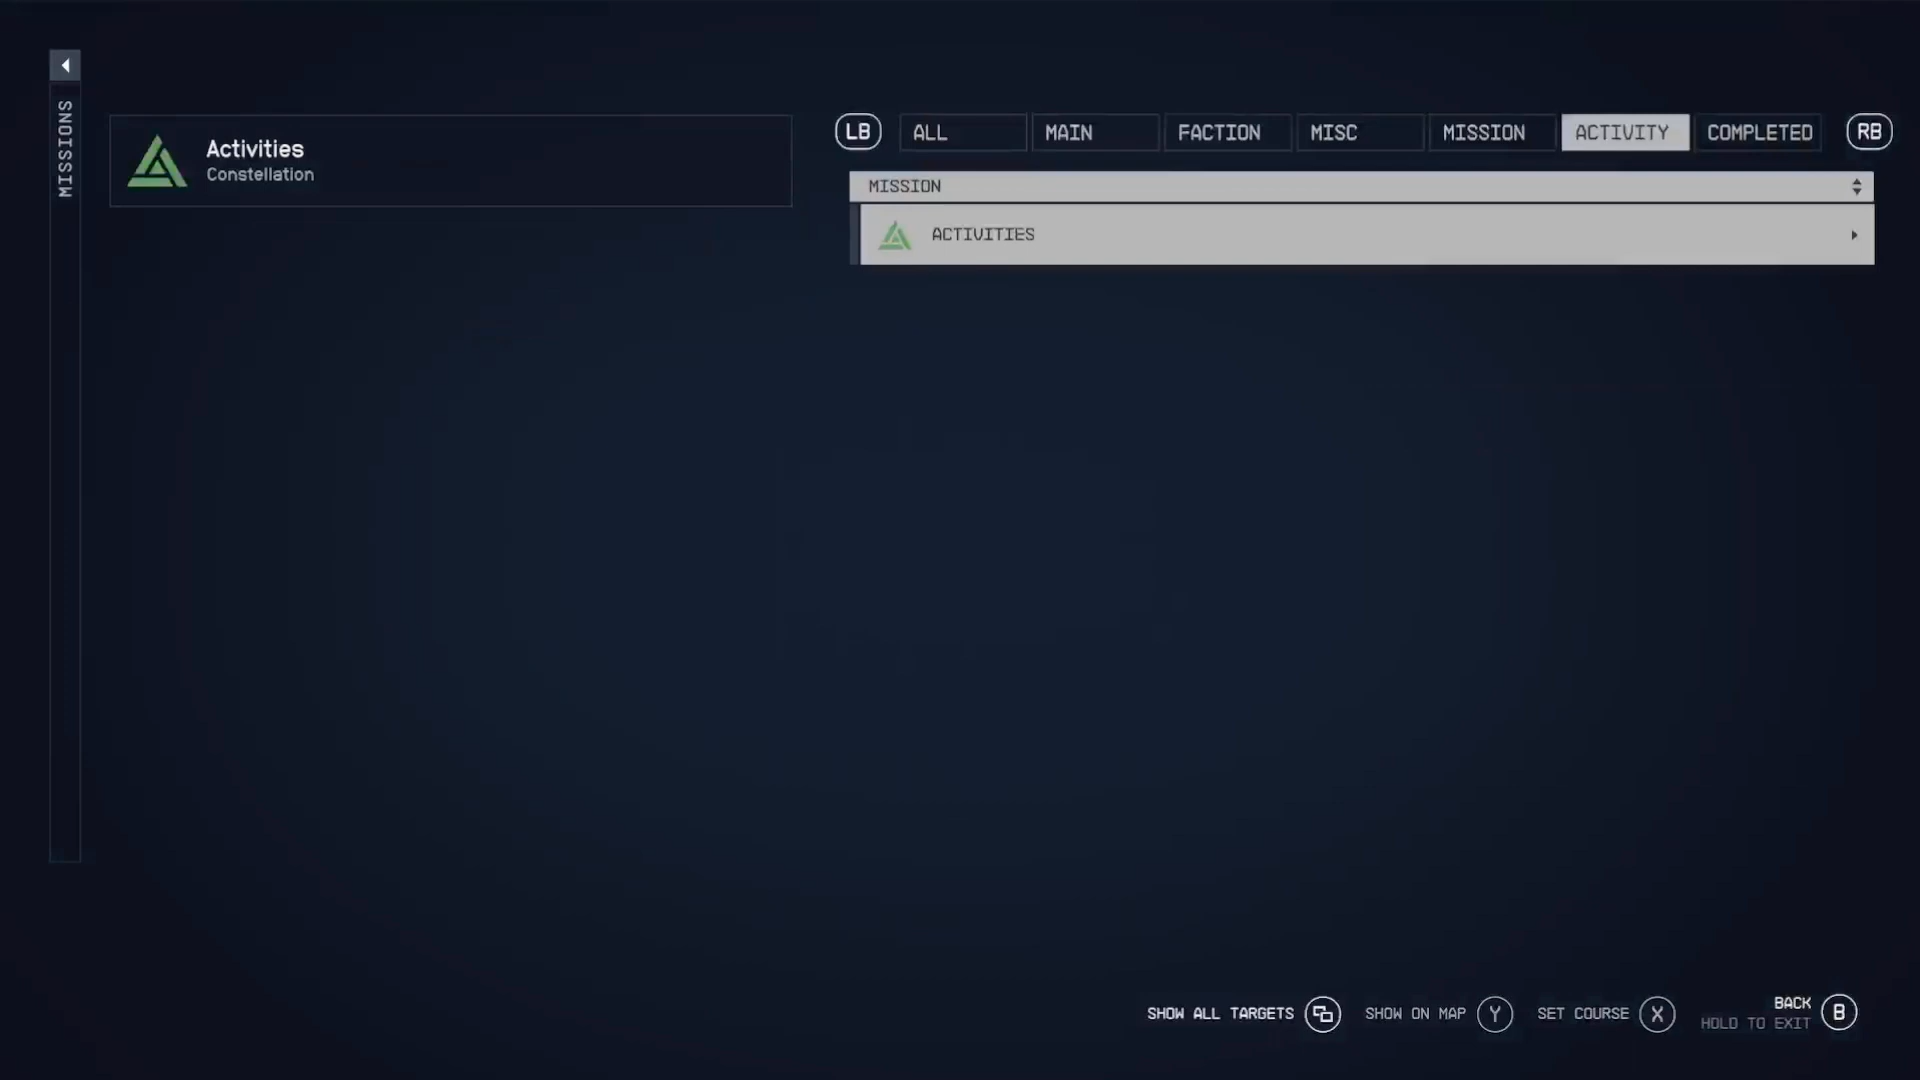 MISSIONS
Activities
Constellation
LB
ALL
MAIN
FACTION
MISC
MISSION
ACTIVITY
COMPLETED
RB
MISSION
ACTIVITIES
SHOW ALL TARGETS
SHOW ON MAP Y
SET COURSE X
BACK B
HOLD TO EXIT